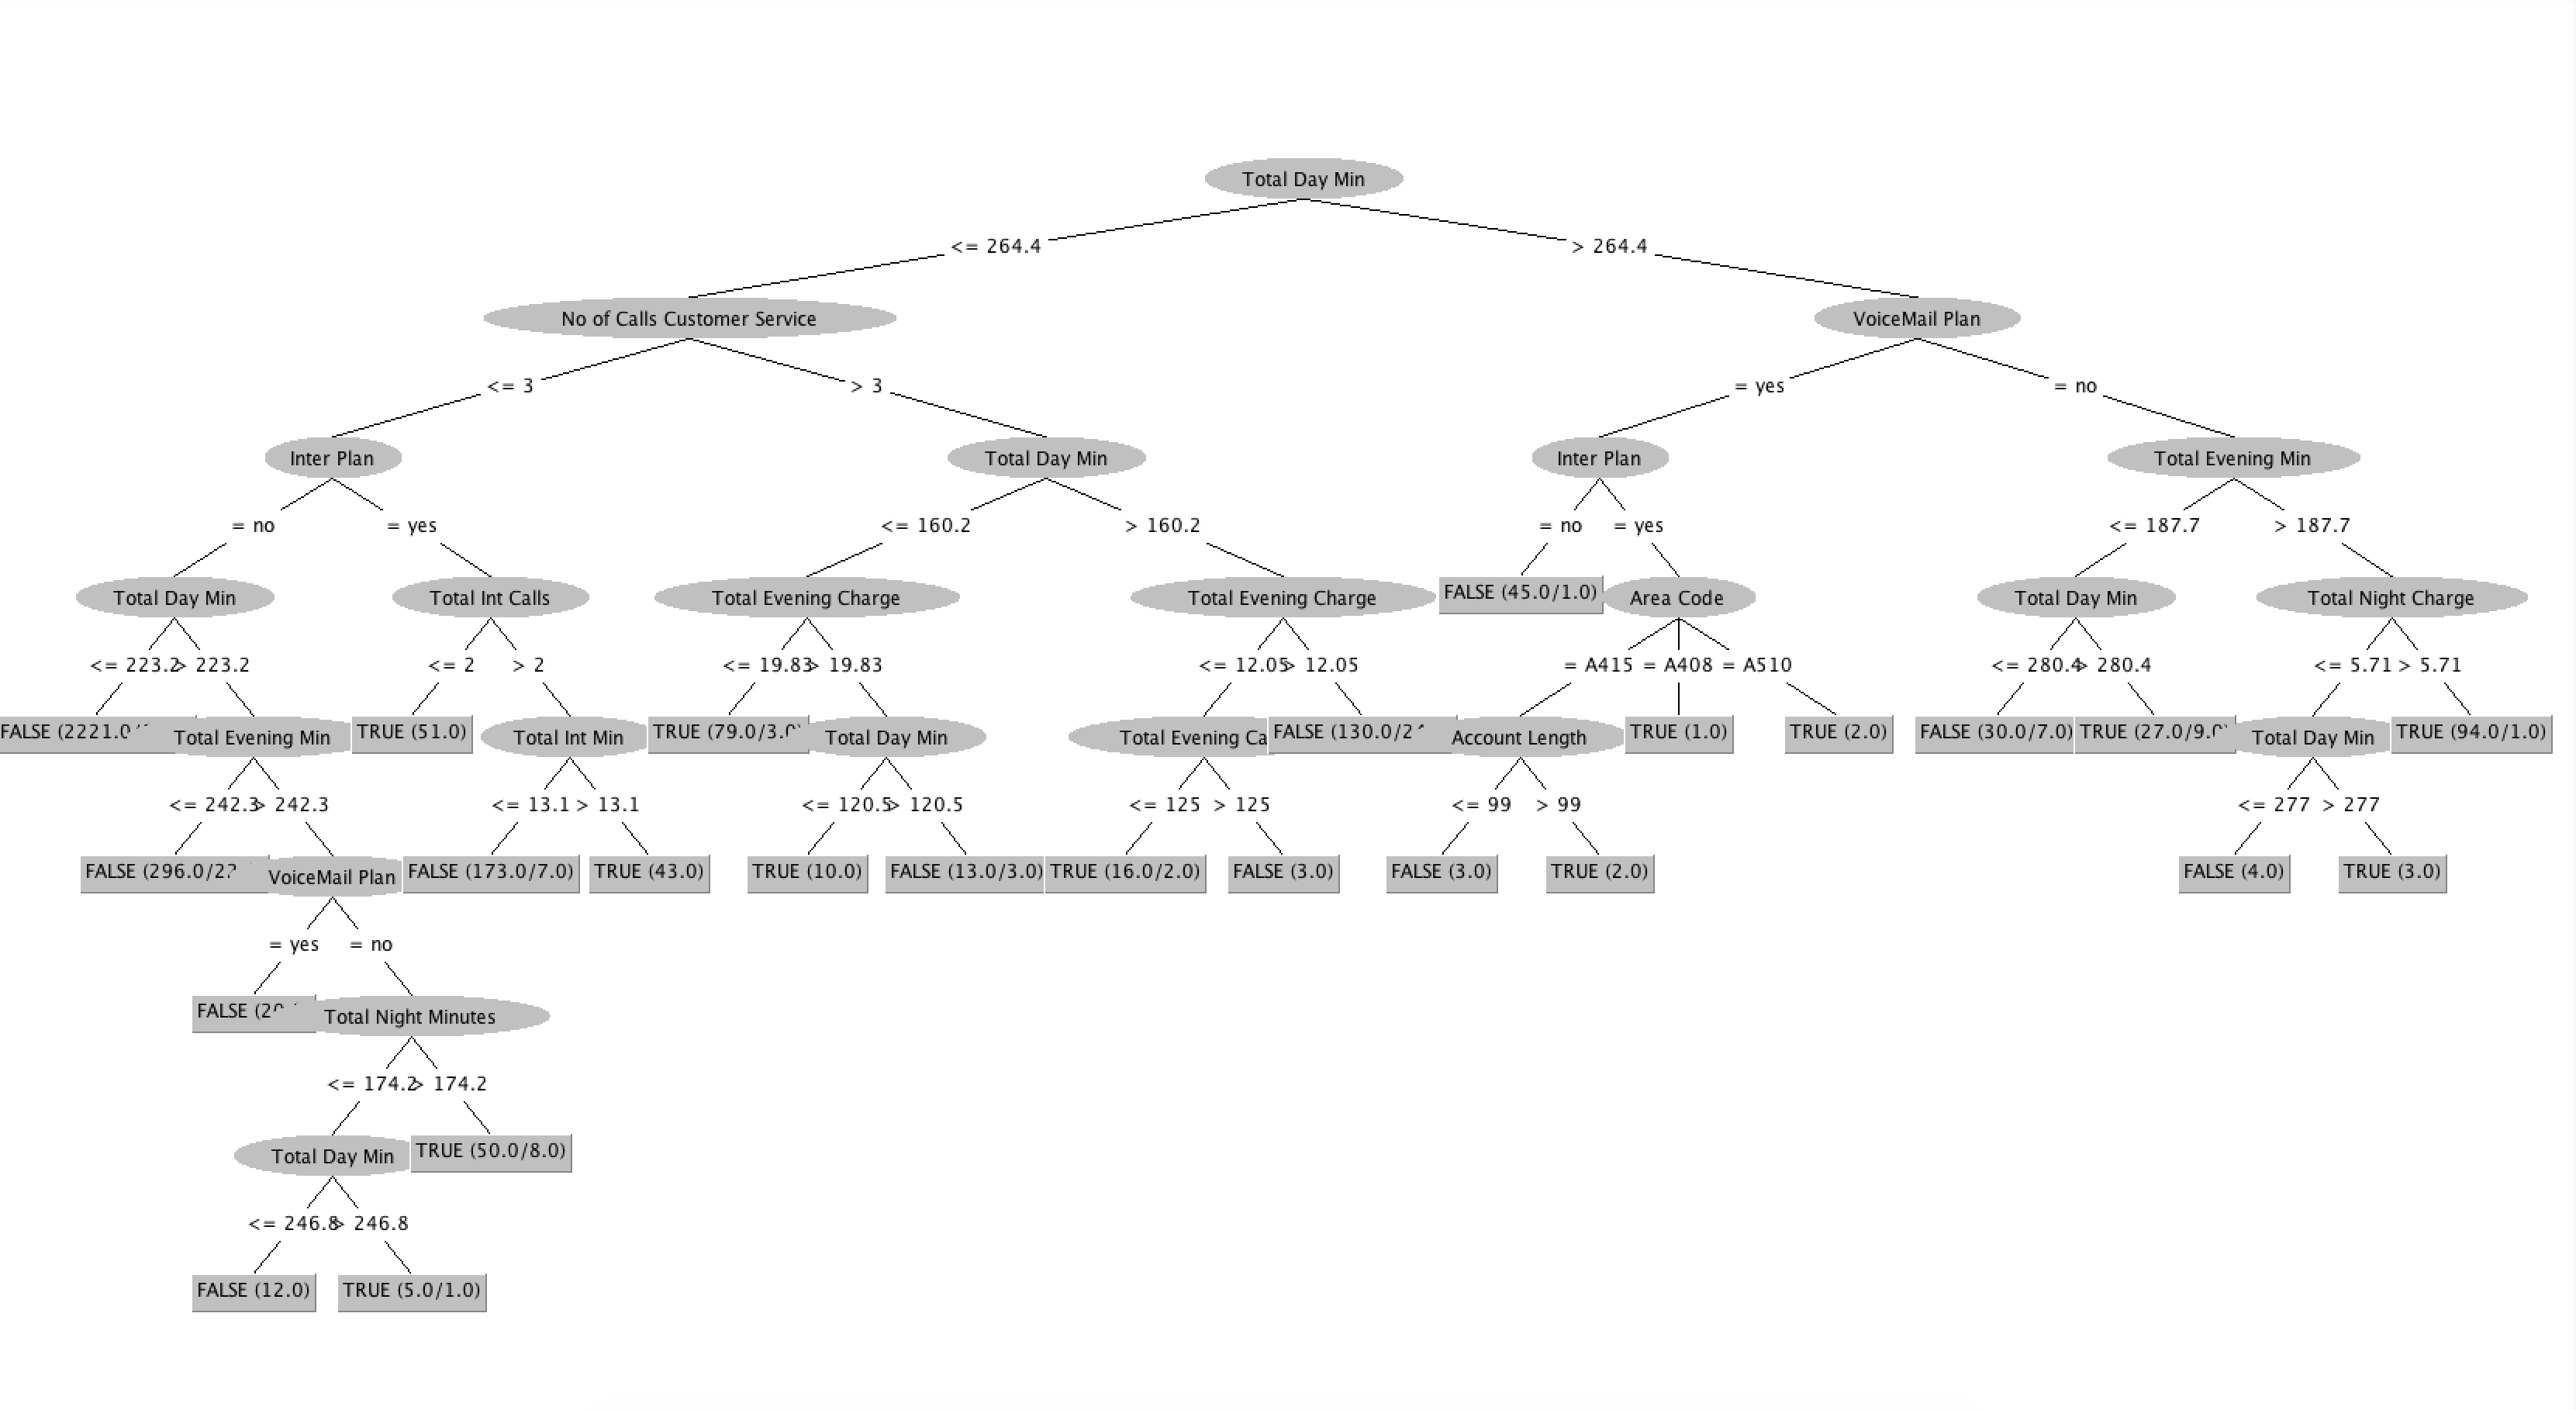 Total Day Min
<= 264.4 > 264.4
No of Calls Customer Service VoiceMail Plan
<= 3 > 3 = yes = no
Inter Plan Total Day Min Inter Plan Total Evening Min
= no = yes <= 160.2 > 160.2 = no = yes <= 187.7 > 187.7
Total Day Min Total Int Calls Total Evening Charge Total Evening Charge FALSE (45.0/1.0) Area Code Total Day Min Total Night Charge
<= 223.2 > 223.2 <= 2 > 2 <= 19.83 > 19.83 <= 12.05 > 12.05 = A415 = A408 = A510 <= 280.4 > 280.4 <= 5.71 > 5.71
FALSE (2221.0/ Total Evening Min TRUE (51.0) Total Int Min TRUE (79.0/3.0 Total Day Min Total Evening Ca FALSE (130.0/2 Account Length TRUE (1.0) TRUE (2.0) FALSE (30.0/7.0) TRUE (27.0/9.0 Total Day Min TRUE (94.0/1.0)
<= 242.3 > 242.3 <= 13.1 > 13.1 <= 120.5 > 120.5 <= 125 > 125 <= 99 > 99 <= 277 > 277
FALSE (296.0/2 VoiceMail Plan FALSE (173.0/7.0) TRUE (43.0) TRUE (10.0) FALSE (13.0/3.0) TRUE (16.0/2.0) FALSE (3.0) FALSE (3.0) TRUE (2.0) FALSE (4.0) TRUE (3.0)
= yes = no
FALSE (2 Total Night Minutes
<= 174.2 > 174.2
Total Day Min TRUE (50.0/8.0)
<= 246.8 > 246.8
FALSE (12.0) TRUE (5.0/1.0)